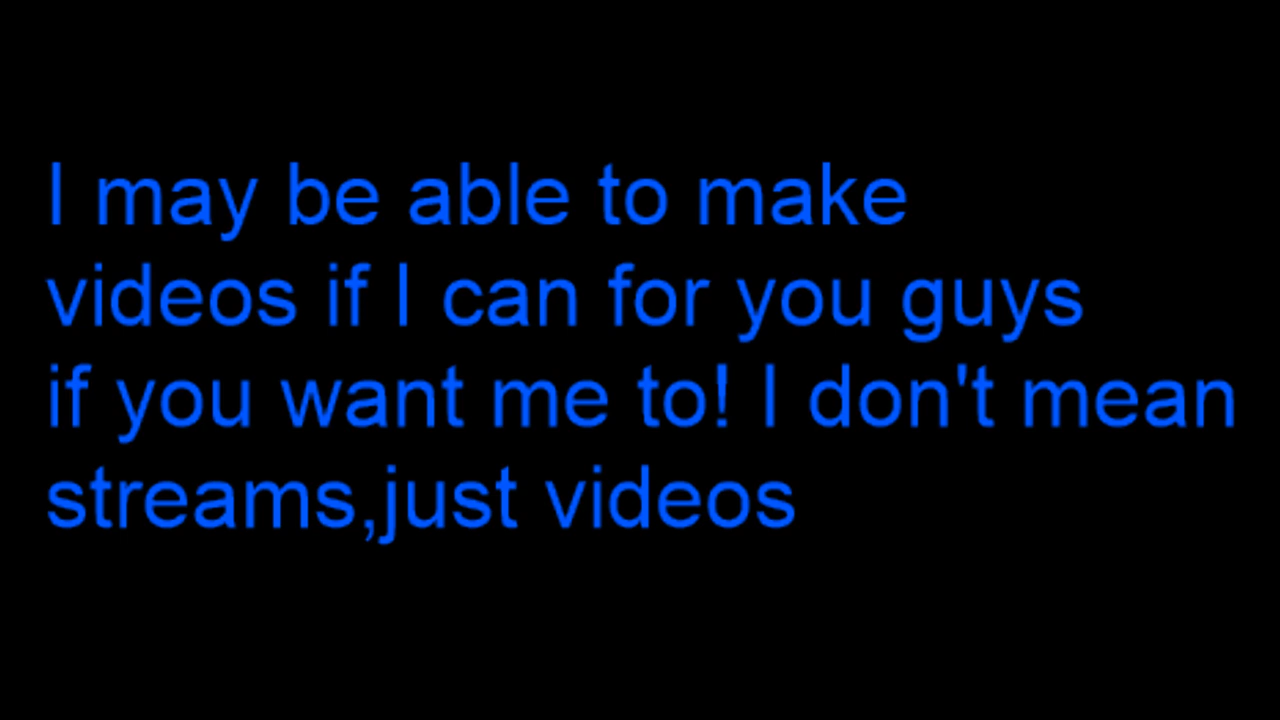 I may be able to make
videos if I can for you guys
if you want me to! I don't mean
streams,just videos